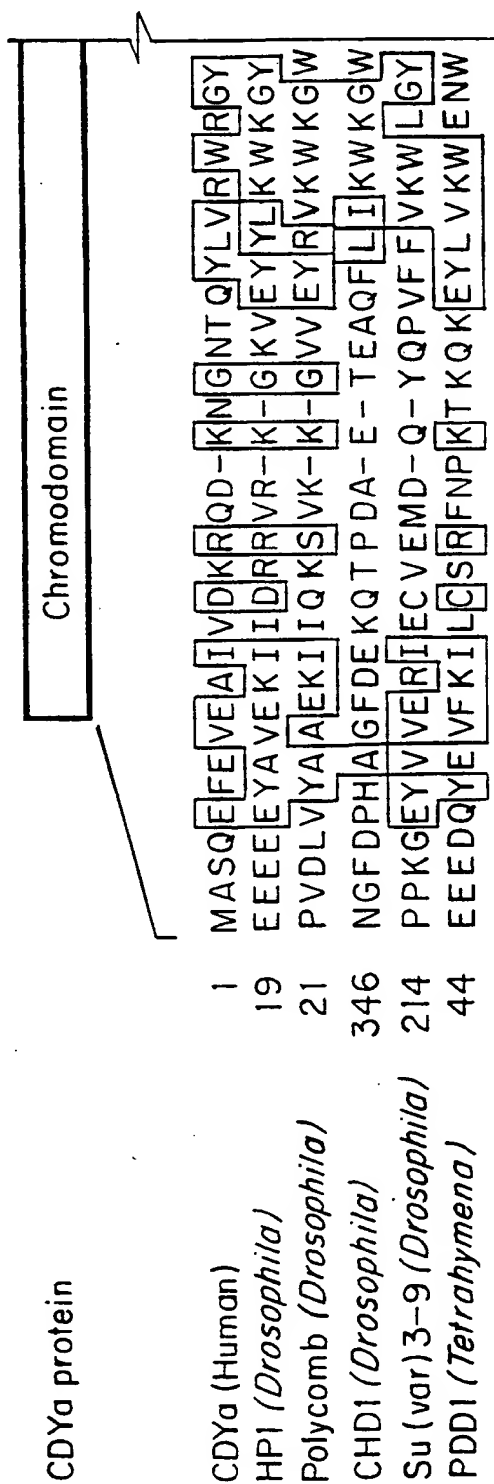 Chromodomain
CDYa protein
CDYa (Human) 1 MASQEFEVEAIVDKRQD-KNGNTQYLVRWRGY
HP1 (Drosophila) 19 EEEEEYAVEKIIDRRVR-K-GKVEYYLKWKGY
Polycomb (Drosophila) 21 PVDLVYAAEKIIQKSVK-K-GVVEYRVKWKGW
CHD1 (Drosophila) 346 NGFDPHAGFDEKQTPDA-E-TEAQFLIKWKGW
Su(var)3-9 (Drosophila) 214 PPKGEYVVERIECVEMD-Q-YQPVFFVKWLGY
PDD1 (Tetrahymena) 44 EEEDQYEVFKILCSRFNPKTKQKEYLVKWENW